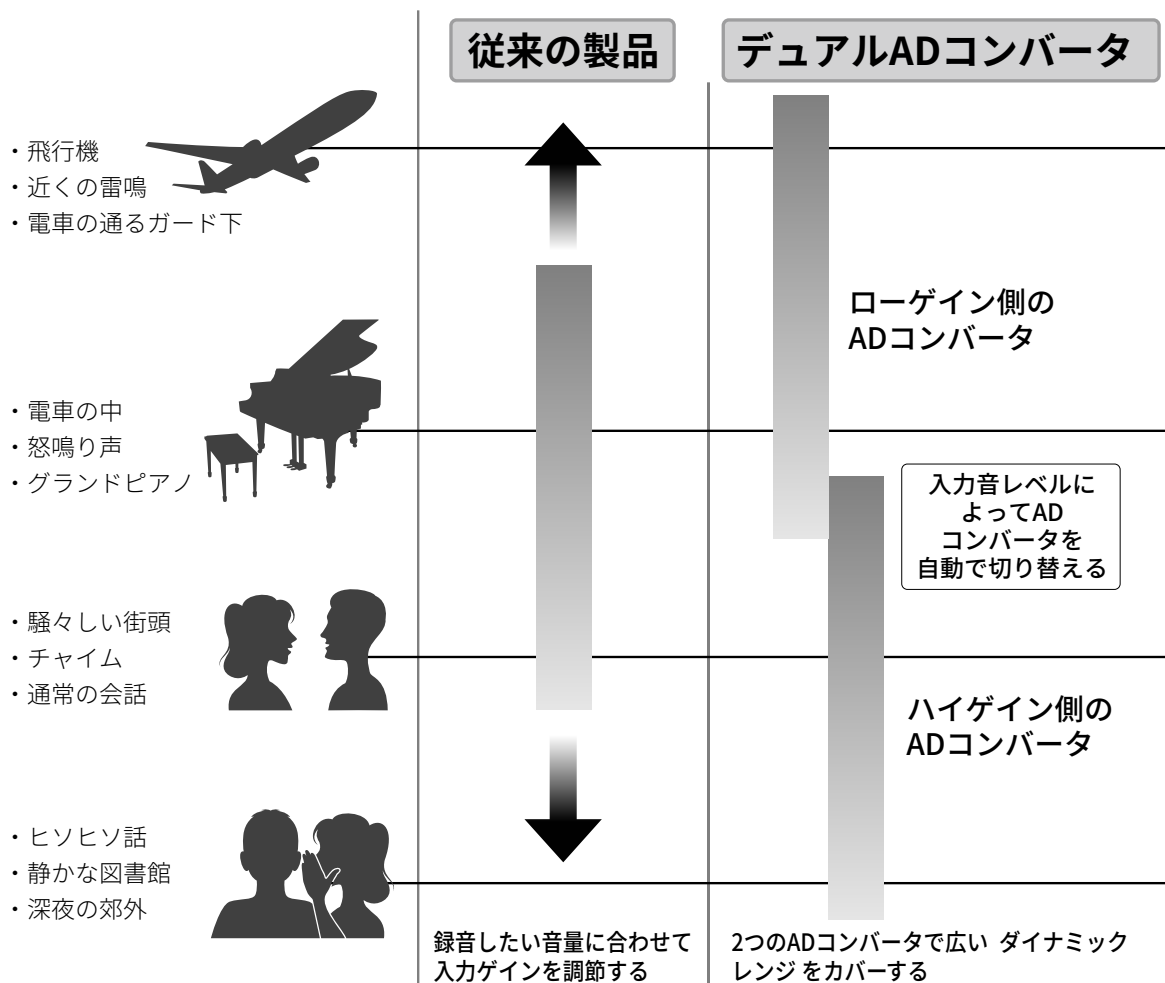 従来の製品
デュアルADコンバータ
・飛行機
・近くの雷鳴
・電車の通るガード下
ローゲイン側の
ADコンバータ
・電車の中
・怒鳴り声
・グランドピアノ
入力音レベルに
よってAD
コンバータを
自動で切り替える
・騒々しい街頭
・チャイム
・通常の会話
ハイゲイン側の
ADコンバータ
・ヒソヒソ話
・静かな図書館
・深夜の郊外
録音したい音量に合わせて
入力ゲインを調節する
2つのADコンバータで広い ダイナミック
レンジ をカバーする